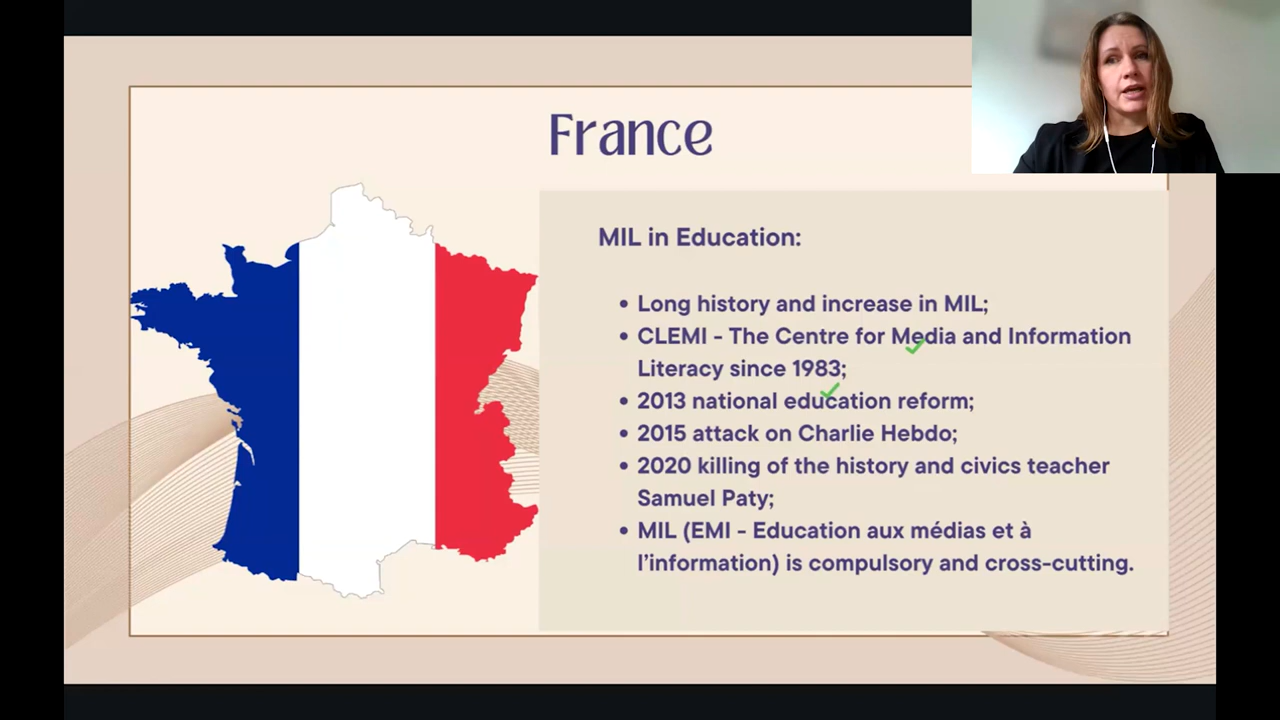 France
MIL in Education:
• Long history and increase in MIL;
• CLEMI - The Centre for Media and Information
Literacy since 1983;
• 2013 national education reform;
• 2015 attack on Charlie Hebdo;
• 2020 killing of the history and civics teacher
Samuel Paty;
• MIL (EMI - Education aux médias et à
l’information) is compulsory and cross-cutting.